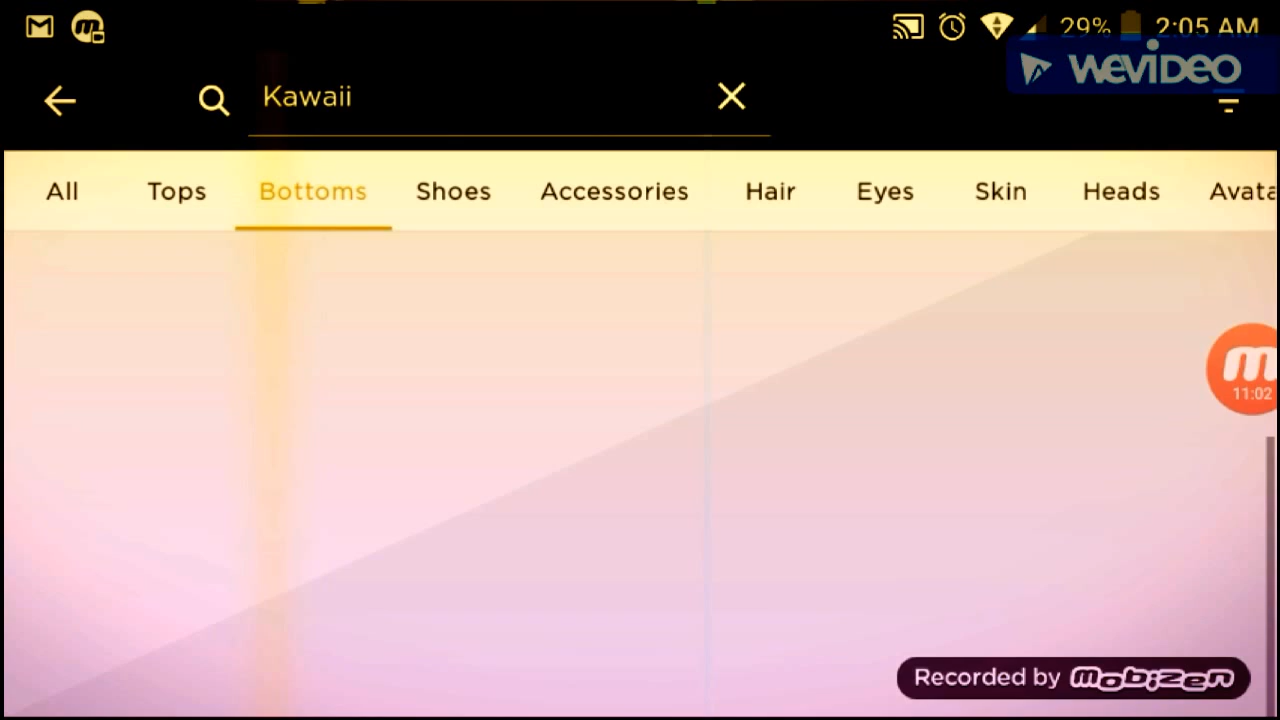 29% 2:05 AM
WEVIDEO
Kawaii
All Tops Bottoms Shoes Accessories Hair Eyes Skin Heads Avata
m
11:02
Recorded by mobizen